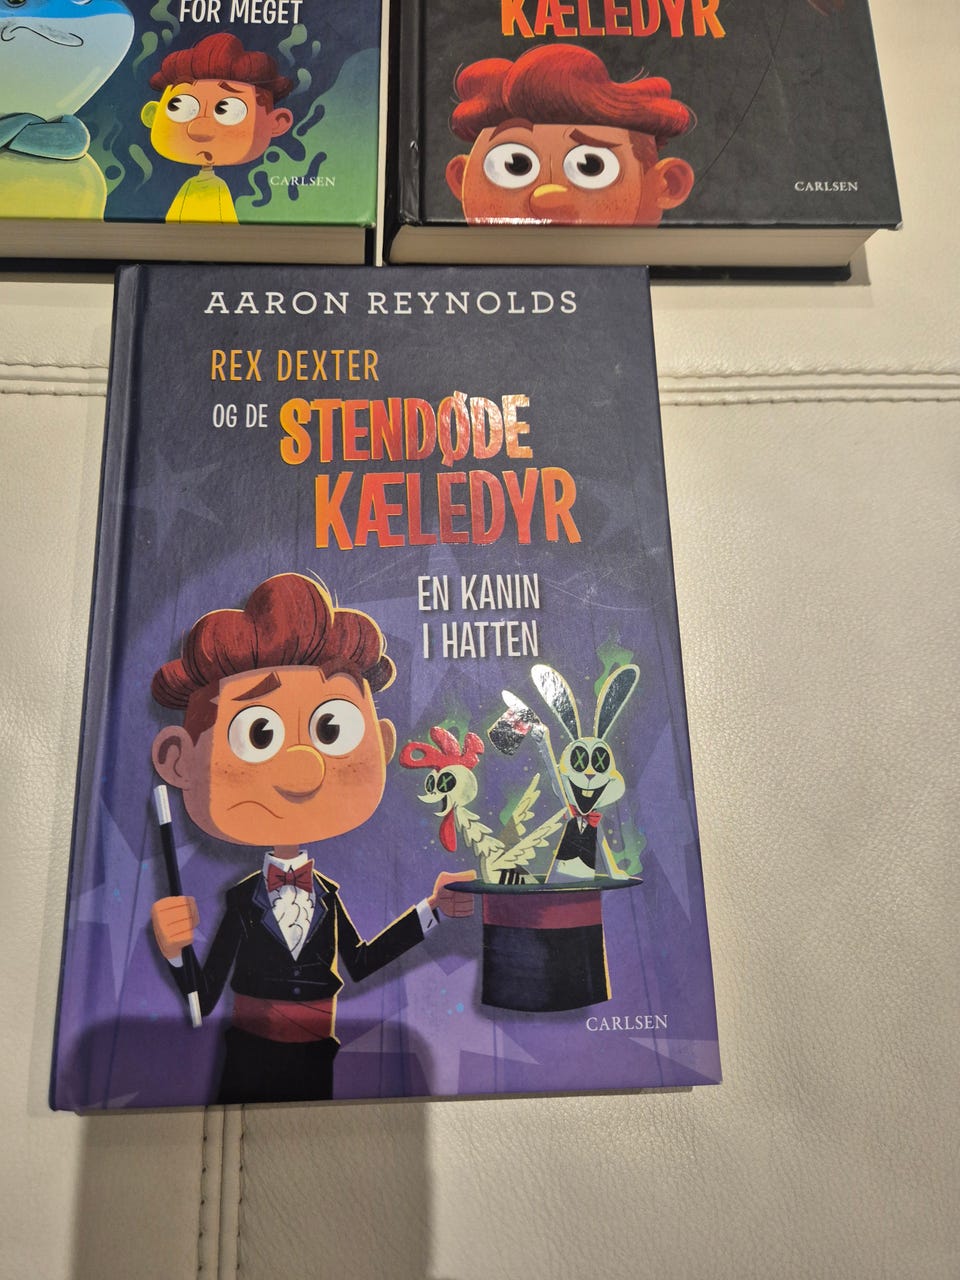 FOR MEGET
CARLSEN
KÆLEDYR
CARLSEN
AARON REYNOLDS
REX DEXTER
OG DE STENDØDE
KÆLEDYR
EN KANIN
I HATTEN
CARLSEN